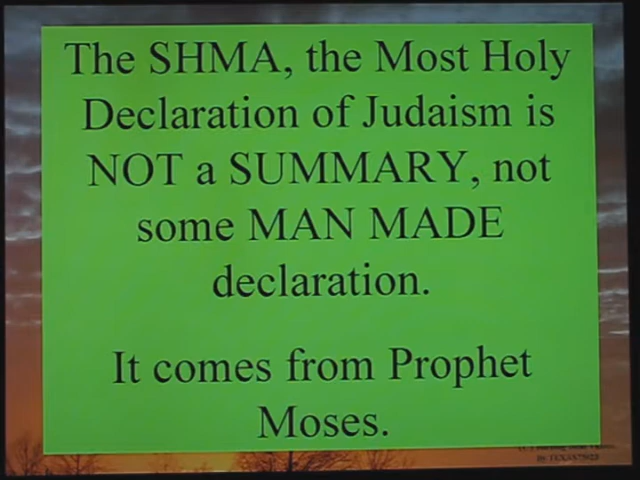 The SHMA, the Most Holy
Declaration of Judaism is
NOT a SUMMARY, not
some MAN MADE
declaration.
It comes from Prophet
Moses.